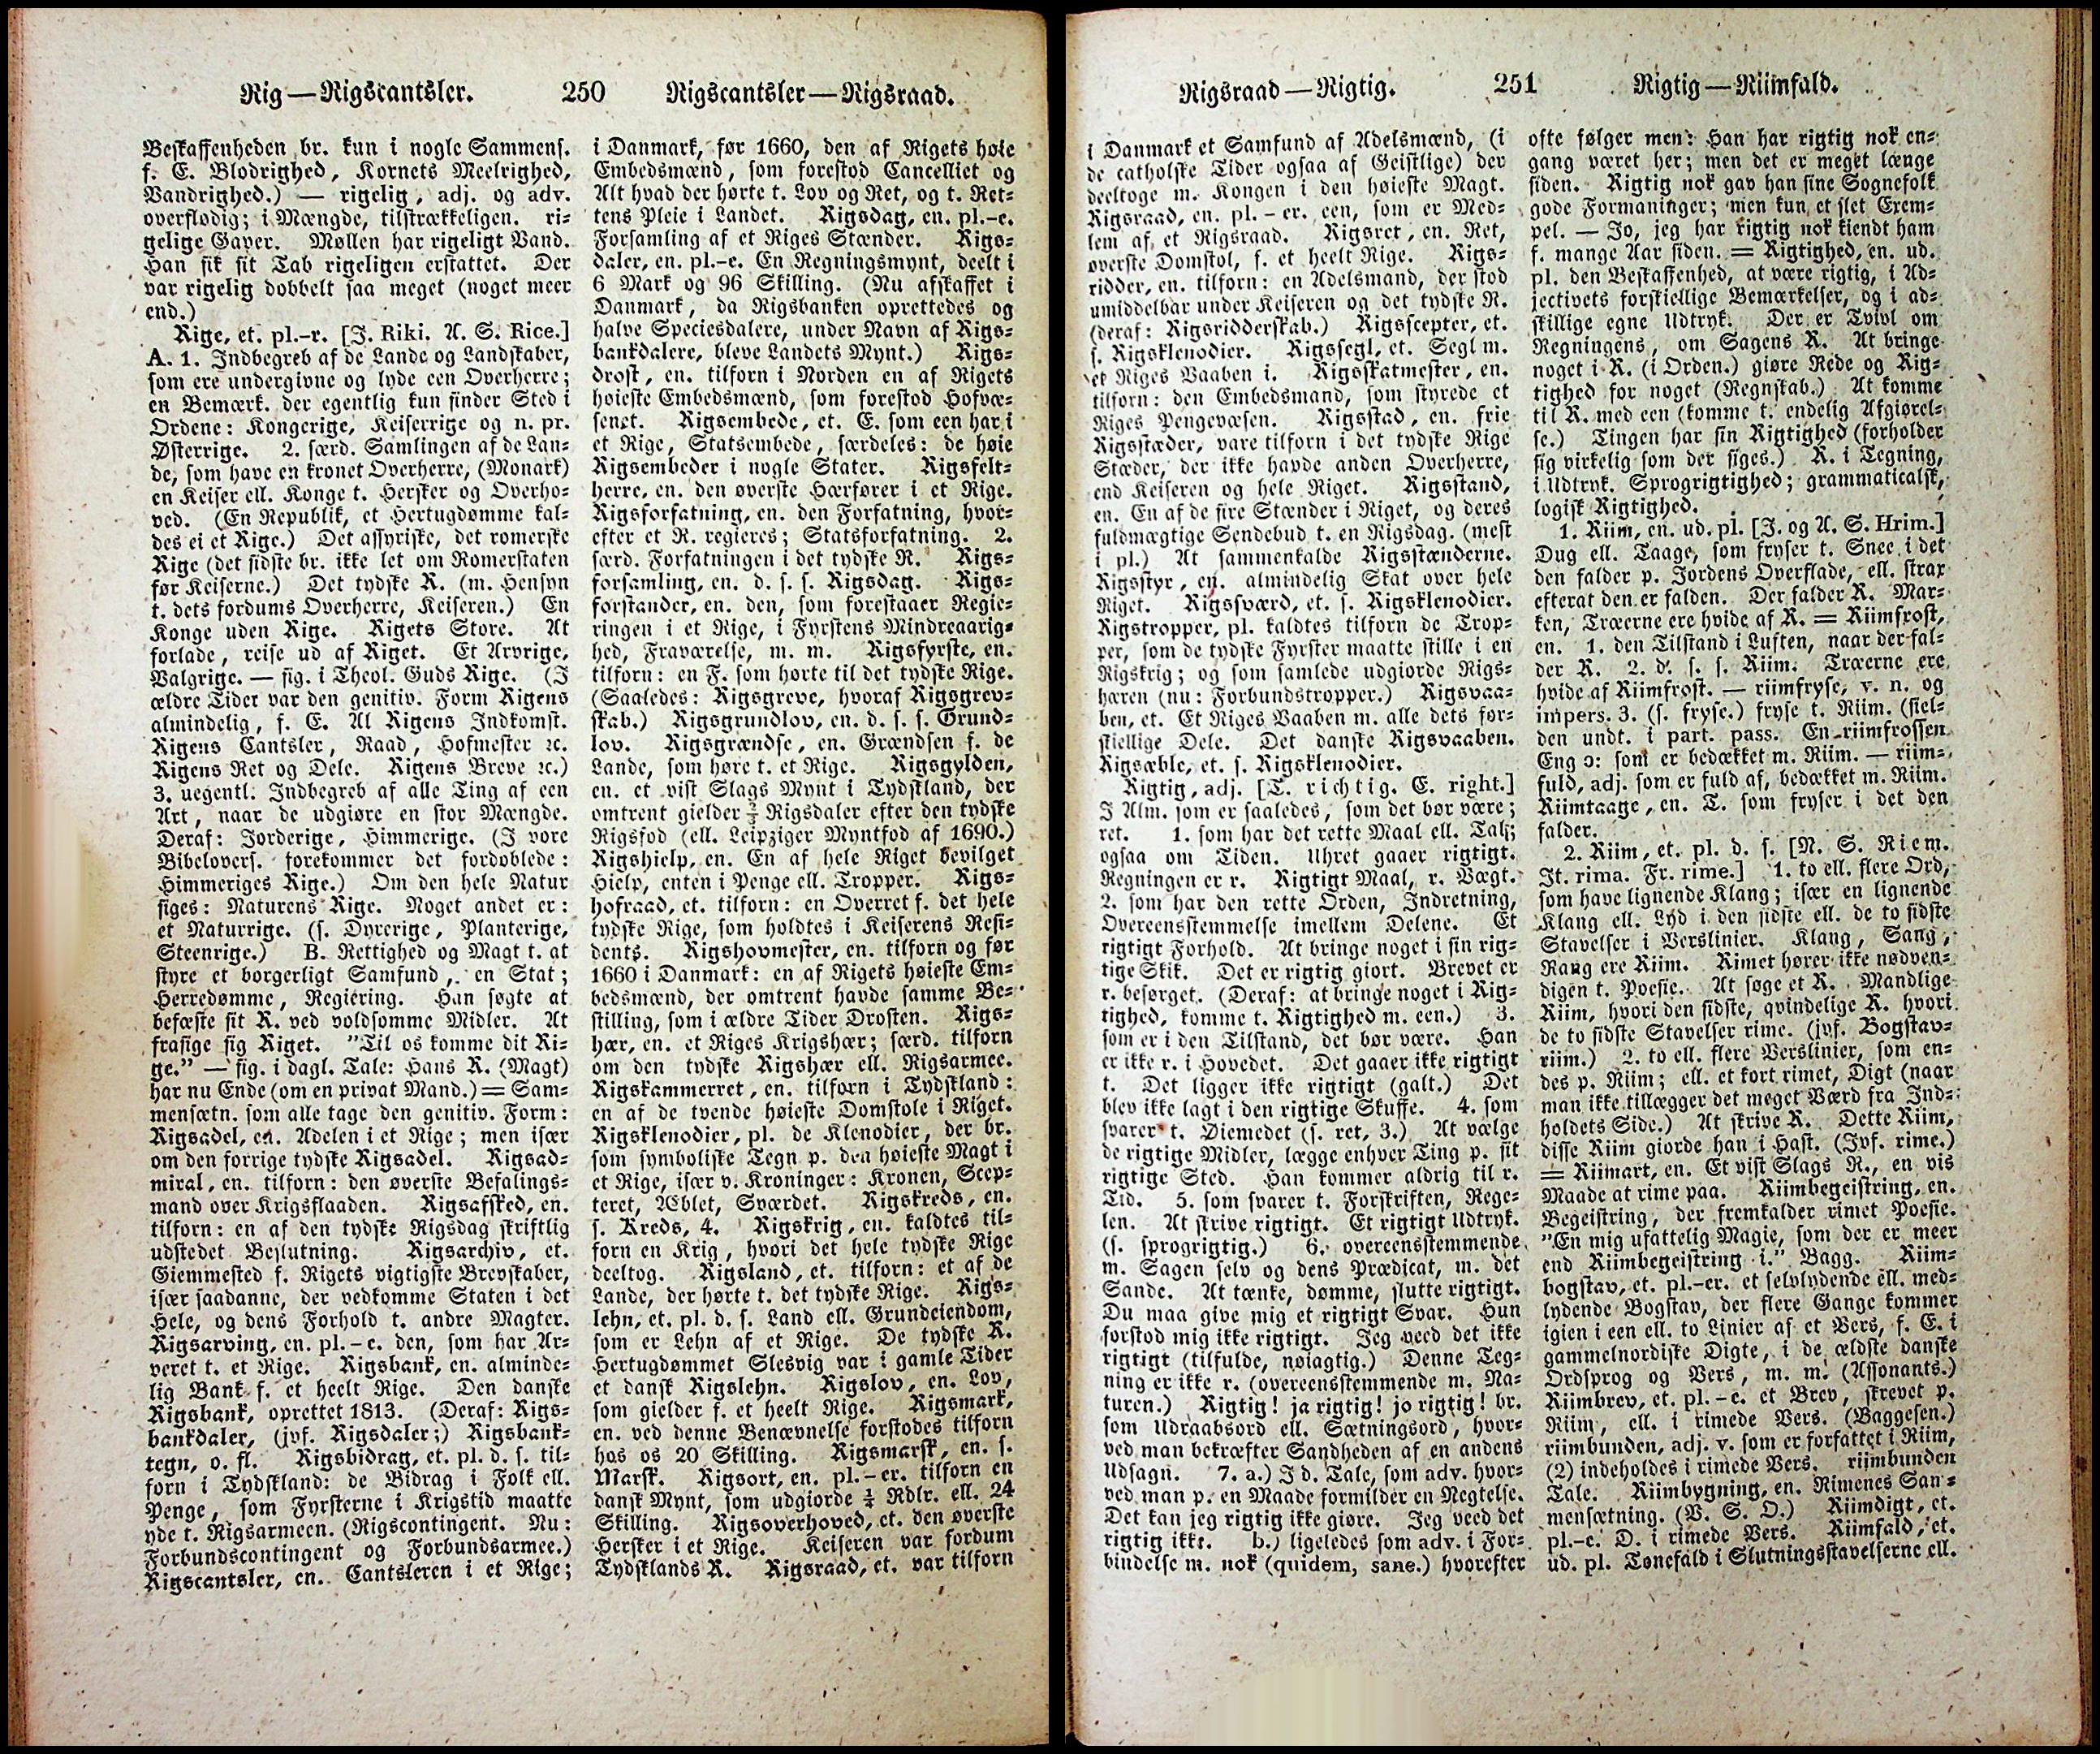 Rig—Rigscantsler.
250
Rigscantsler—Rigsraad.
Beskaffenheden br. kun i nogle Sammens.
f. E. Blodrighed, Kornets Meelrighed,
Vandrighed.) — rigelig, adj. og adv.
overflødig; i Mængde, tilstrækkeligen. ri=
gelige Gaver. Møllen har rigeligt Vand.
Han fik sit Tab rigeligen erstattet. Der
var rigelig dobbelt saa meget (noget meer
end.)
Rige, et. pl.-r. [J. Riki. A. S. Rice.]
A. 1. Indbegreb af de Lande og Landskaber,
som ere undergivne og lyde een Overherre;
en Bemærk. der egentlig kun finder Sted i
Ordene: Kongerige, Keiserrige og n. pr.
Østerrige. 2. særd. Samlingen af de Lan=
de, som have en kronet Overherre, (Monark)
en Keiser ell. Konge t. Hersker og Overho=
ved. (En Republik, et Hertugdømme kal=
des ei et Rige.) Det assyriske, det romerske
Rige (det sidste br. ikke let om Romerstaten
før Keiserne.) Det tydske R. (m. Hensyn
t. dets fordums Overherre, Keiseren.) En
Konge uden Rige. Rigets Store. At
forlade, reise ud af Riget. Et Arvrige,
Valgrige. — fig. i Theol. Guds Rige. (I
ældre Tider var den genitiv. Form Rigens
almindelig, f. E. Al Rigens Indkomst.
Rigens Cantsler, Raad, Hofmester ꝛc.
Rigens Ret og Dele. Rigens Breve ꝛc.)
3. uegentl. Indbegreb af alle Ting af een
Art, naar de udgiøre en stor Mængde.
Deraf: Jorderige, Himmerige. (I vore
Bibelovers. forekommer det fordoblede:
Himmeriges Rige.) Om den hele Natur
siges: Naturens Rige. Noget andet er:
et Naturrige. (s. Dyrerige, Planterige,
Steenrige.) B. Rettighed og Magt t. at
styre et borgerligt Samfund, en Stat;
Herredømme, Regiering. Han søgte at
befæste sit R. ved voldsomme Midler. At
frasige sig Riget. ”Til os komme dit Ri=
ge.” — fig. i dagl. Tale: Hans R. (Magt)
har nu Ende (om en privat Mand.) = Sam=
mensætn. som alle tage den genitiv. Form:
Rigsadel, en. Adelen i et Rige; men især
om den forrige tydske Rigsadel. Rigsad=
miral, en. tilforn: den øverste Befalings=
mand over Krigsflaaden. Rigsafsked, en.
tilforn: en af den tydske Rigsdag skriftlig
udstedet Beslutning. Rigsarchiv, et.
Giemmested f. Rigets vigtigste Brevskaber,
især saadanne, der vedkomme Staten i det
Hele, og dens Forhold t. andre Magter.
Rigsarving, en. pl.-e. den, som har Ar=
veret t. et Rige. Rigsbank, en. alminde=
lig Bank f. et heelt Rige. Den danske
Rigsbank, oprettet 1813. (Deraf: Rigs=
bankdaler, (jvf. Rigsdaler;) Rigsbank=
tegn, o. fl. Rigsbidrag, et. pl. d. s. til=
forn i Tydskland: de Bidrag i Folk ell.
Penge, som Fyrsterne i Krigstid maatte
yde t. Rigsarmeen. (Rigscontingent. Nu:
Forbundscontingent og Forbundsarmee.)
Rigscantsler, en. Cantsleren i et Rige;
i Danmark, før 1660, den af Rigets høie
Embedsmænd, som forestod Cancelliet og
Alt hvad der hørte t. Lov og Ret, og t. Ret=
tens Pleie i Landet. Rigsdag, en. pl.-e.
Forsamling af et Riges Stænder. Rigs=
daler, en. pl.-e. En Regningsmynt, deelt i
6 Mark og 96 Skilling. (Nu afskaffet i
Danmark, da Rigsbanken oprettedes og
halve Speciesdalere, under Navn af Rigs=
bankdalere, bleve Landets Mynt.) Rigs=
drost, en. tilforn i Norden en af Rigets
høieste Embedsmænd, som forestod Hofvæ=
senet. Rigsembede, et. E. som een har i
et Rige, Statsembede, særdeles: de høie
Rigsembeder i nogle Stater. Rigsfelt=
herre, en. den øverste Hærfører i et Rige.
Rigsforfatning, en. den Forfatning, hvor=
efter et R. regieres; Statsforfatning. 2.
særd. Forfatningen i det tydske R. Rigs=
forsamling, en. d. s. s. Rigsdag. Rigs=
forstander, en. den, som forestaaer Regie=
ringen i et Rige, i Fyrstens Mindreaarig=
hed, Fraværelse, m. m. Rigsfyrste, en.
tilforn: en F. som hørte til det tydske Rige.
(Saaledes: Rigsgreve, hvoraf Rigsgrev=
skab.) Rigsgrundlov, en. d. s. s. Grund=
lov. Rigsgrændse, en. Grændsen f. de
Lande, som høre t. et Rige. Rigsgylden,
en. et vist Slags Mynt i Tydskland, der
omtrent gielder ⅔ Rigsdaler efter den tydske
Rigsfod (ell. Leipziger Myntfod af 1690.)
Rigshielp, en. En af hele Riget bevilget
Hielp, enten i Penge ell. Tropper. Rigs=
hofraad, et. tilforn: en Overret f. det hele
tydske Rige, som holdtes i Keiserens Resi=
dents. Rigshovmester, en. tilforn og før
1660 i Danmark: en af Rigets høieste Em=
bedsmænd, der omtrent havde samme Be=
stilling, som i ældre Tider Drosten. Rigs=
hær, en. et Riges Krigshær; særd. tilforn
om den tydske Rigshær ell. Rigsarmee.
Rigskammerret, en. tilforn i Tydskland:
en af de tvende høieste Domstole i Riget.
Rigsklenodier, pl. de Klenodier, der br.
som symboliske Tegn p. den høieste Magt i
et Rige, især v. Kroninger: Kronen, Scep=
teret, Æblet, Sværdet. Rigskreds, en.
s. Kreds, 4. Rigskrig, en. kaldtes til=
forn en Krig, hvori det hele tydske Rige
deeltog. Rigsland, et. tilforn: et af de
Lande, der hørte t. det tydske Rige. Rigs=
lehn, et. pl. d. s. Land ell. Grundeiendom,
som er Lehn af et Rige. De tydske R.
Hertugdømmet Slesvig var i gamle Tider
et dansk Rigslehn. Rigslov, en. Lov,
som gielder f. et heelt Rige. Rigsmark,
en. ved denne Benævnelse forstodes tilforn
hos os 20 Skilling. Rigsmarsk, en. s.
Marsk. Rigsort, en. pl.-er. tilforn en
dansk Mynt, som udgiorde ¼ Rdlr. ell. 24
Skilling. Rigsoverhoved, et. den øverste
Hersker i et Rige. Keiseren var fordum
Tydsklands R. Rigsraad, et. var tilforn
Rigsraad—Rigtig.
251
Rigtig—Riimfald.
i Danmark et Samfund af Adelsmænd, (i
de catholske Tider ogsaa af Geistlige) der
deeltoge m. Kongen i den høieste Magt.
Rigsraad, en. pl.-er. een, som er Med=
lem af et Rigsraad. Rigsret, en. Ret,
øverste Domstol, f. et heelt Rige. Rigs=
ridder, en. tilforn: en Adelsmand, der stod
umiddelbar under Keiseren og det tydske R.
(deraf: Rigsridderskab.) Rigsscepter, et.
s. Rigsklenodier. Rigssegl, et. Segl m.
et Riges Vaaben i. Rigsskatmester, en.
tilforn: den Embedsmand, som styrede et
Riges Pengevæsen. Rigsstad, en. frie
Rigsstæder, vare tilforn i det tydske Rige
Stæder, der ikke havde anden Overherre,
end Keiseren og hele Riget. Rigsstand,
en. En af de fire Stænder i Riget, og deres
fuldmægtige Sendebud t. en Rigsdag. (mest
i pl.) At sammenkalde Rigsstænderne.
Rigsstyr, en. almindelig Skat over hele
Riget. Rigssværd, et. s. Rigsklenodier.
Rigstropper, pl. kaldtes tilforn de Trop=
per, som de tydske Fyrster maatte stille i en
Rigskrig; og som samlede udgiorde Rigs=
hæren (nu: Forbundstropper.) Rigsvaa=
ben, et. Et Riges Vaaben m. alle dets for=
skiellige Dele. Det danske Rigsvaaben.
Rigsæble, et. s. Rigsklenodier.
Rigtig, adj. [T. richtig. E. right.]
I Alm. som er saaledes, som det bør være;
ret. 1. som har det rette Maal ell. Tal;
ogsaa om Tiden. Uhret gaaer rigtigt.
Regningen er r. Rigtigt Maal, r. Vægt.
2. som har den rette Orden, Indretning,
Overeensstemmelse imellem Delene. Et
rigtigt Forhold. At bringe noget i sin rig=
tige Skik. Det er rigtig giort. Brevet er
r. besørget. (Deraf: at bringe noget i Rig=
tighed, komme t. Rigtighed m. een.) 3.
som er i den Tilstand, det bør være. Han
er ikke r. i Hovedet. Det gaaer ikke rigtigt
t. Det ligger ikke rigtigt (galt.) Det
blev ikke lagt i den rigtige Skuffe. 4. som
svarer t. Øiemedet (s. ret, 3.) At vælge
de rigtige Midler, lægge enhver Ting p. sit
rigtige Sted. Han kommer aldrig til r.
Tid. 5. som svarer t. Forskriften, Rege=
len. At skrive rigtigt. Et rigtigt Udtryk.
(s. sprogrigtig.) 6. overeensstemmende
m. Sagen selv og dens Prædicat, m. det
Sande. At tænke, dømme, slutte rigtigt.
Du maa give mig et rigtigt Svar. Hun
forstod mig ikke rigtigt. Jeg veed det ikke
rigtigt (tilfulde, nøiagtig.) Denne Teg=
ning er ikke r. (overeensstemmende m. Na=
turen.) Rigtig! ja rigtig! jo rigtig! br.
som Udraabsord ell. Sætningsord, hvor=
ved man bekræfter Sandheden af en andens
Udsagn. 7. a.) I d. Tale, som adv. hvor=
ved man p. en Maade formilder en Negtelse.
Det kan jeg rigtig ikke giøre. Jeg veed det
rigtig ikke. b.) ligeledes som adv. i For=
bindelse m. nok (quidem, sane.) hvorefter
ofte følger men: Han har rigtig nok en=
gang været her; men det er meget længe
siden. Rigtig nok gav han sine Sognefolk
gode Formaninger; men kun et slet Exem=
pel. — Jo, jeg har rigtig nok kiendt ham
f. mange Aar siden. = Rigtighed, en. ud.
pl. den Beskaffenhed, at være rigtig, i Ad=
jectivets forskiellige Bemærkelser, og i ad=
skillige egne Udtryk. Der er Tvivl om
Regningens, om Sagens R. At bringe
noget i R. (i Orden.) giøre Rede og Rig=
tighed for noget (Regnskab.) At komme
til R. med een (komme t. endelig Afgiørel=
se.) Tingen har sin Rigtighed (forholder
sig virkelig som der siges.) R. i Tegning,
i Udtryk. Sprogrigtighed; grammaticalsk,
logisk Rigtighed.
1. Riim, en. ud. pl. [J. og A. S. Hrim.]
Dug ell. Taage, som fryser t. Snee i det
den falder p. Jordens Overflade, ell. strax
efterat den er falden. Der falder R. Mar=
ken, Træerne ere hvide af R. = Riimfrost,
en. 1. den Tilstand i Luften, naar der fal=
der R. 2. d. s. s. Riim. Træerne ere
hvide af Riimfrost. — riimfryse, v. n. og
impers. 3. (s. fryse.) fryse t. Riim. (siel=
den undt. i part. pass. En riimfrossen
Eng ɔ: som er bedækket m. Riim. — riim=
fuld, adj. som er fuld af, bedækket m. Riim.
Riimtaage, en. T. som fryser i det den
falder.
2. Riim, et. pl. d. s. [N. S. Riem.
It. rima. Fr. rime.] 1. to ell. flere Ord,
som have lignende Klang; især en lignende
Klang ell. Lyd i den sidste ell. de to sidste
Stavelser i Verslinier. Klang, Sang,
Rang ere Riim. Rimet hører ikke nødven=
digen t. Poesie. At søge et R. Mandlige
Riim, hvori den sidste, qvindelige R. hvori
de to sidste Stavelser rime. (jvf. Bogstav=
riim.) 2. to ell. flere Verslinier, som en=
des p. Riim; ell. et kort rimet, Digt (naar
man ikke tillægger det meget Værd fra Ind=
holdets Side.) At skrive R. Dette Riim,
disse Riim giorde han i Hast. (Jvf. rime.)
= Riimart, en. Et vist Slags R., en vis
Maade at rime paa. Riimbegeistring, en.
Begeistring, der fremkalder rimet Poesie.
”En mig ufattelig Magie, som der er meer
end Riimbegeistring i.” Bagg. Riim=
bogstav, et. pl.-er. et selvlydende ell. med=
lydende Bogstav, der flere Gange kommer
igien i een ell. to Linier af et Vers, f. E. i
gammelnordiske Digte, i de ældste danske
Ordsprog og Vers, m. m. (Assonants.)
Riimbrev, et. pl.-e. et Brev, skrevet p.
Riim, ell. i rimede Vers. (Baggesen.)
riimbunden, adj. v. som er forfattet i Riim,
(2) indeholdes i rimede Vers. riimbunden
Tale. Riimbygning, en. Rimenes San=
mensætning. (V. S. O.) Riimdigt, et.
pl.-e. D. i rimede Vers. Riimfald, et.
ud. pl. Tonefald i Slutningsstavelserne ell.